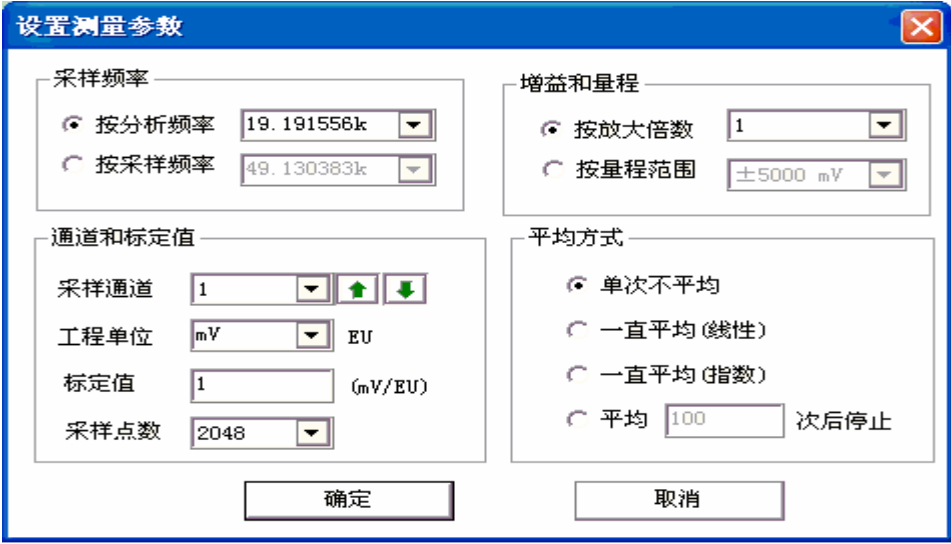 设置测量参数
采样频率
按分析频率 19.191556k
按采样频率 49.130383k
增益和量程
按放大倍数 1
按量程范围 ±5000 mV
通道和标定值
采样通道 1
工程单位 mV EU
标定值 1 (mV/EU)
采样点数 2048
平均方式
单次不平均
一直平均(线性)
一直平均(指数)
平均 100 次后停止
确定
取消